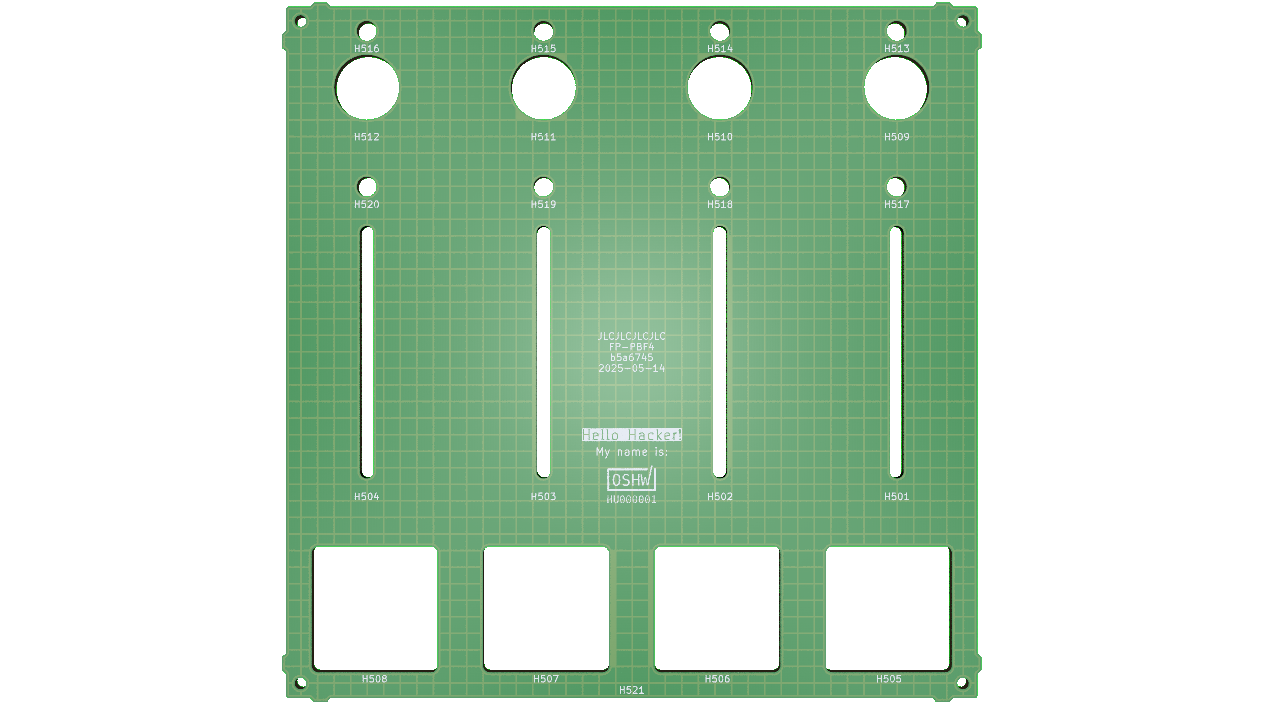 H516 H515 H514 H513
H512 H511 H510 H509
H520 H519 H518 H517
JLCJLCJLCJLC
FP-PBF4
b5a6745
2025-05-14
Hello Hacker!
My name is:
OSHW
H504 H503 HU000001 H502 H501
H508 H507 H506 H505
H521